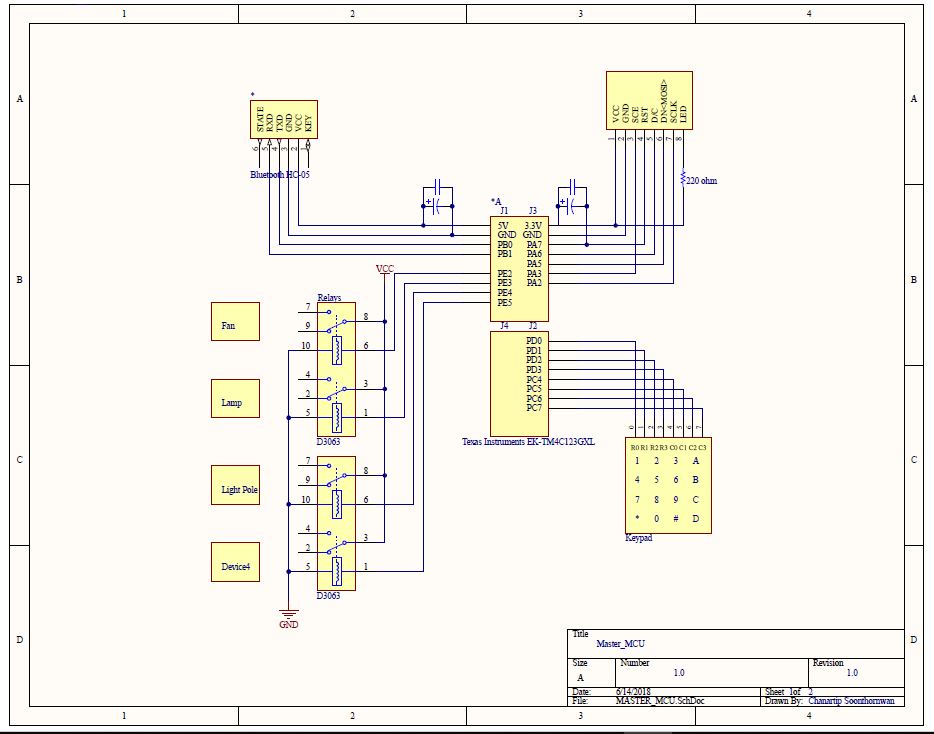 1 2 3 4
A A
B B
C C
D D
1 2 3 4
*
STATE RXD TXD GND VCC KEY
6 5 4 3 2 1
Bluetooth HC-05
VCC GND SCE RST D/C DN<MOSI> SCLK LED
1 2 3 4 5 6 7 8
220 ohm
+
+
*A
J1 J3
5V 3.3V
GND GND
PB0 PA7
PB1 PA6
PA5
PE2 PA3
PE3 PA2
PE4
PE5
J4 J2
PD0
PD1
PD2
PD3
PC4
PC5
PC6
PC7
Texas Instruments EK-TM4C123GXL
VCC
Relays
Fan
7 8
9
10 6
Lamp
4 3
2
5 1
D3063
Light Pole
7 8
9
10 6
Device4
4 3
2
5 1
D3063
GND
0 1 2 3 4 5 6 7
R0 R1 R2 R3 C0 C1 C2 C3
1 2 3 A
4 5 6 B
7 8 9 C
* 0 # D
Keypad
Title
Master_MCU
Size Number Revision
A 1.0 1.0
Date: 6/14/2018 Sheet 1of 2
File: MASTER_MCU.SchDoc Drawn By: Chanartip Soonthornwan